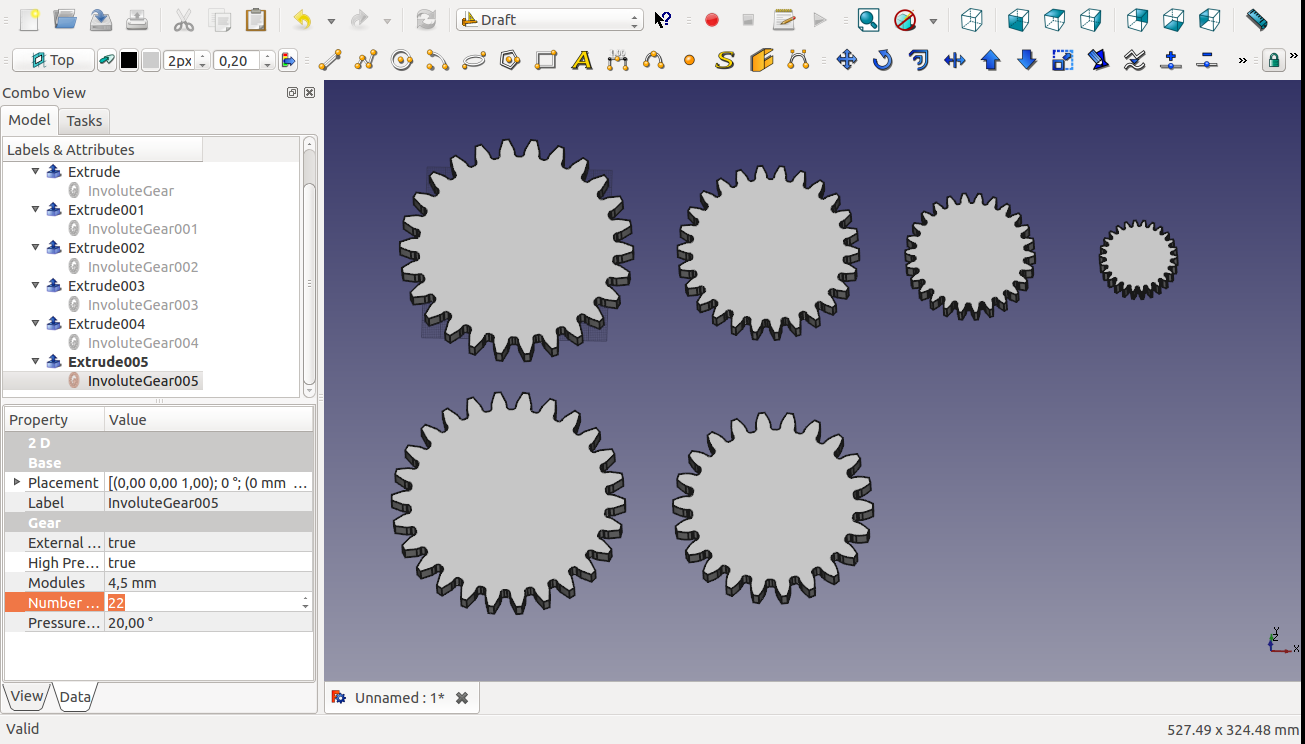 Draft
Top
2px
0,20
A
S
»
»
Combo View
Model
Tasks
Labels & Attributes
Extrude
InvoluteGear
Extrude001
InvoluteGear001
Extrude002
InvoluteGear002
Extrude003
InvoluteGear003
Extrude004
InvoluteGear004
Extrude005
InvoluteGear005
Property Value
2 D
Base
Placement [(0,00 0,00 1,00); 0 °; (0 mm ...
Label InvoluteGear005
Gear
External ... true
High Pre... true
Modules 4,5 mm
Number ... 22
Pressure... 20,00 °
View Data
Unnamed : 1*
Y
Z
X
Valid
527.49 x 324.48 mm